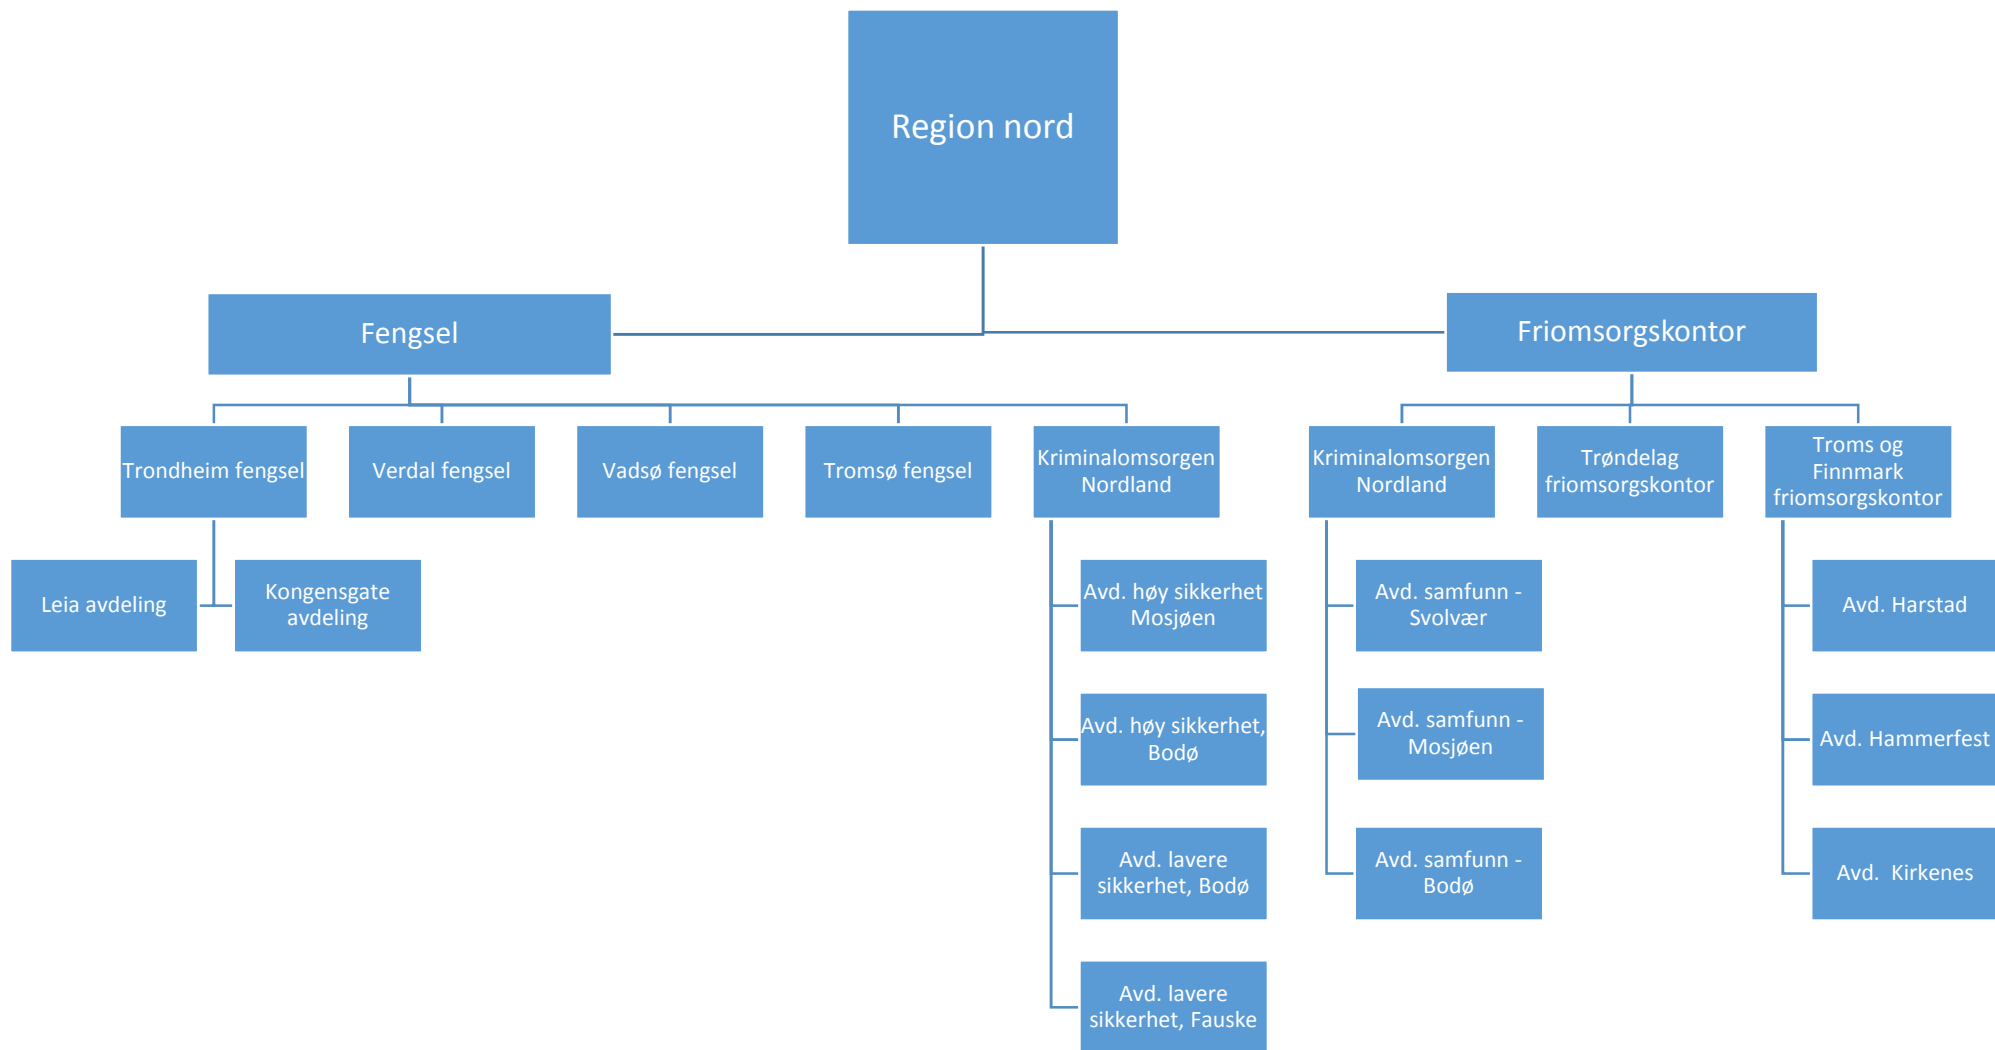 Region nord
Fengsel
Friomsorgskontor
Trondheim fengsel
Verdal fengsel
Vadsø fengsel
Tromsø fengsel
Kriminalomsorgen
Nordland
Kriminalomsorgen
Nordland
Trøndelag
friomsorgskontor
Troms og
Finnmark
friomsorgskontor
Leia avdeling
Kongensgate
avdeling
Avd. høy sikkerhet
Mosjøen
Avd. høy sikkerhet,
Bodø
Avd. lavere
sikkerhet, Bodø
Avd. lavere
sikkerhet, Fauske
Avd. samfunn -
Svolvær
Avd. samfunn -
Mosjøen
Avd. samfunn -
Bodø
Avd. Harstad
Avd. Hammerfest
Avd.  Kirkenes